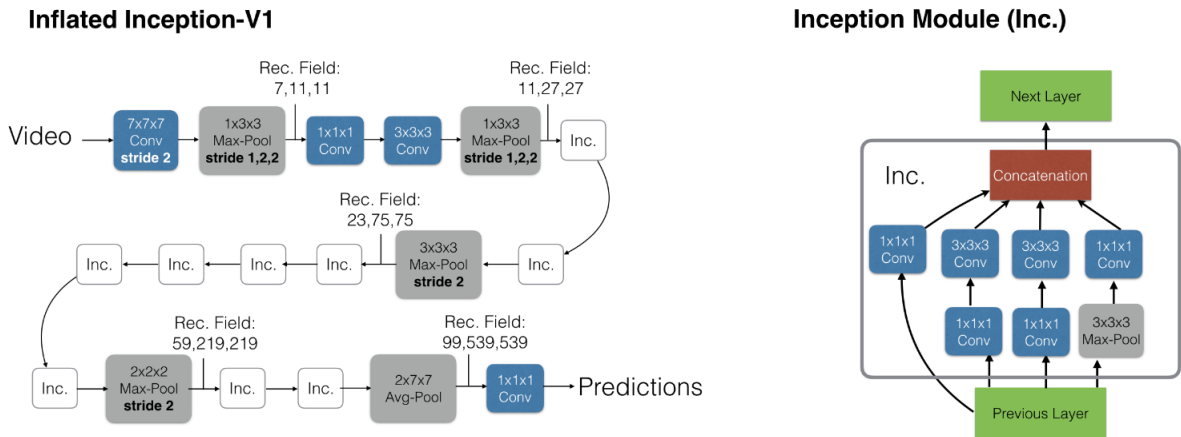 Inflated Inception-V1
Rec. Field:
7,11,11
Rec. Field:
11,27,27
Video
7x7x7
Conv
stride 2
1x3x3
Max-Pool
stride 1,2,2
1x1x1
Conv
3x3x3
Conv
1x3x3
Max-Pool
stride 1,2,2
Inc.
Rec. Field:
23,75,75
Inc.
Inc.
Inc.
Inc.
3x3x3
Max-Pool
stride 2
Inc.
Rec. Field:
59,219,219
Rec. Field:
99,539,539
Inc.
2x2x2
Max-Pool
stride 2
Inc.
Inc.
2x7x7
Avg-Pool
1x1x1
Conv
Predictions
Inception Module (Inc.)
Next Layer
Inc.
Concatenation
1x1x1
Conv
3x3x3
Conv
3x3x3
Conv
1x1x1
Conv
1x1x1
Conv
1x1x1
Conv
3x3x3
Max-Pool
Previous Layer